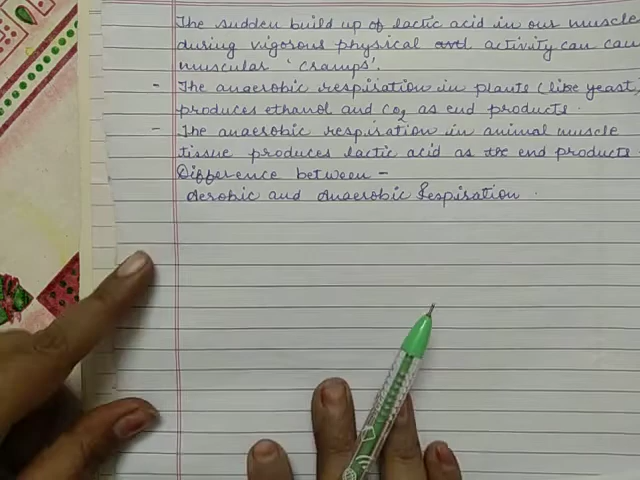 The sudden build up of lactic acid in our muscle
during vigorous physical activity can cau
muscular 'cramps'.
- The anaerobic respiration in plants (like yeast,
produces ethanol and CO2 as end products.
- The anaerobic respiration in animal muscle
tissue produces lactic acid as the end products.
Difference between -
Aerobic and Anaerobic Respiration.